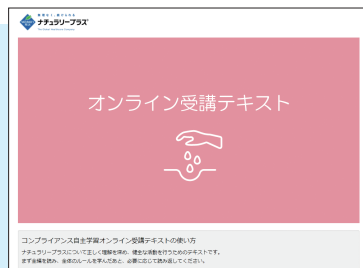 ナチュラリープラス
オンライン受講テキスト
コンプライアンス自主学習オンライン受講テキストの使い方
ナチュラリープラスについて正しく理解を深め、健全な活動を行うためのテキストです。
まず全編を読み、全体のルールを学んだあと、必要に応じて読み返してください。